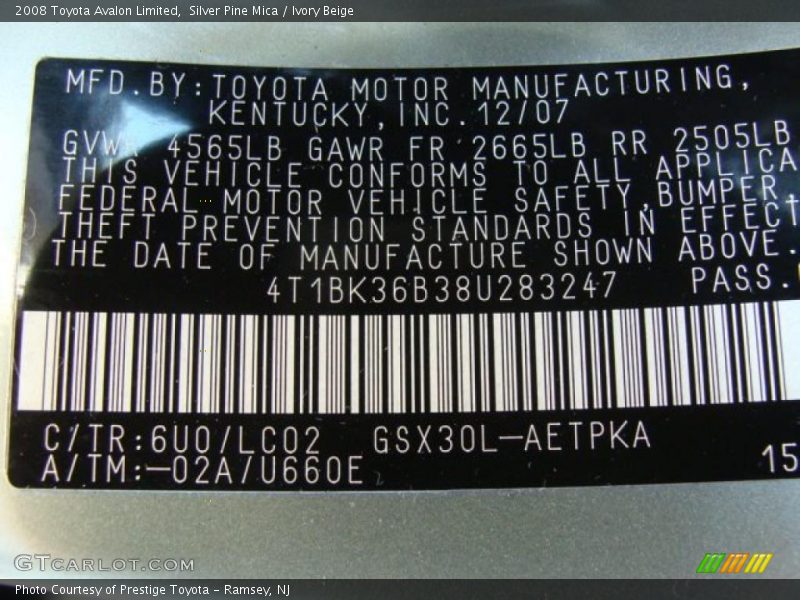 2008 Toyota Avalon Limited, Silver Pine Mica / Ivory Beige
MFD.BY:TOYOTA MOTOR MANUFACTURING,
KENTUCKY,INC.12/07
GVWR 4565LB GAWR FR 2665LB RR 2505LB
THIS VEHICLE CONFORMS TO ALL APPLICA
FEDERAL MOTOR VEHICLE SAFETY,BUMPER,
THEFT PREVENTION STANDARDS IN EFFECT
THE DATE OF MANUFACTURE SHOWN ABOVE.
4T1BK36B38U283247 PASS.
C/TR:6U0/LC02 GSX30L-AETPKA
A/TM:-02A/U660E 15
GTCARLOT.COM
Photo Courtesy of Prestige Toyota - Ramsey, NJ